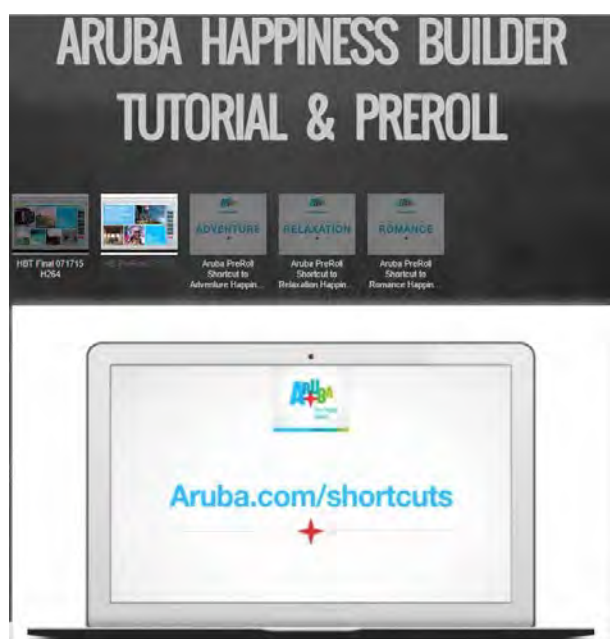 ARUBA HAPPINESS BUILDER
TUTORIAL & PREROLL
ADVENTURE
RELAXATION
ROMANCE
HBT Final 071715
H264
Aruba PreRoll
Shortcut to
Adventure Happin...
Aruba PreRoll
Shortcut to
Relaxation Happin...
Aruba PreRoll
Shortcut to
Romance Happin...
ARUBA
Aruba.com/shortcuts